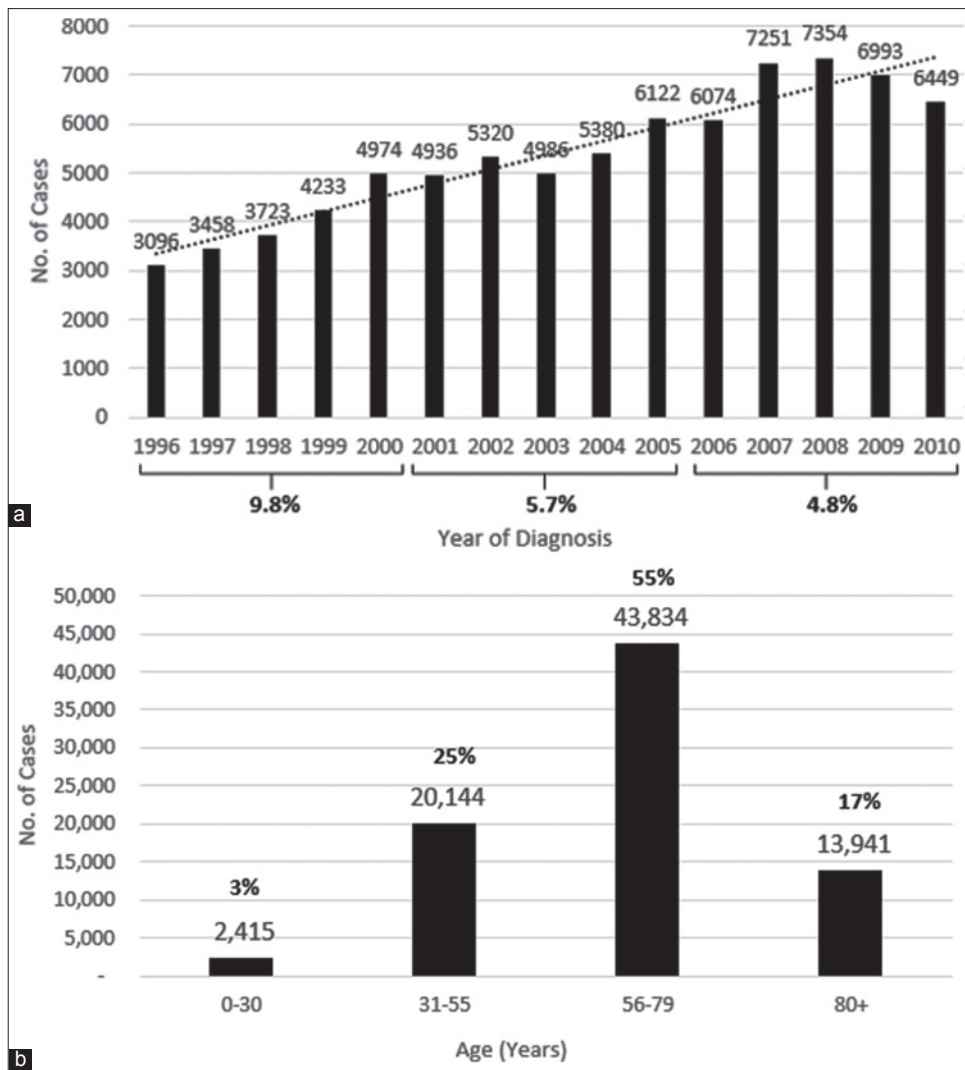 8000
7000
6000
5000
4000
3000
2000
1000
0
No. of Cases
3096 3458 3723 4233 4974 4936 5320 4986 5380 6122 6074 7251 7354 6993 6449
1996 1997 1998 1999 2000 2001 2002 2003 2004 2005 2006 2007 2008 2009 2010
9.8% 5.7% 4.8%
a
Year of Diagnosis
50,000
45,000
40,000
35,000
30,000
25,000
20,000
15,000
10,000
5,000
-
No. of Cases
3% 25% 55% 17%
2,415 20,144 43,834 13,941
0-30 31-55 56-79 80+
Age (Years)
b